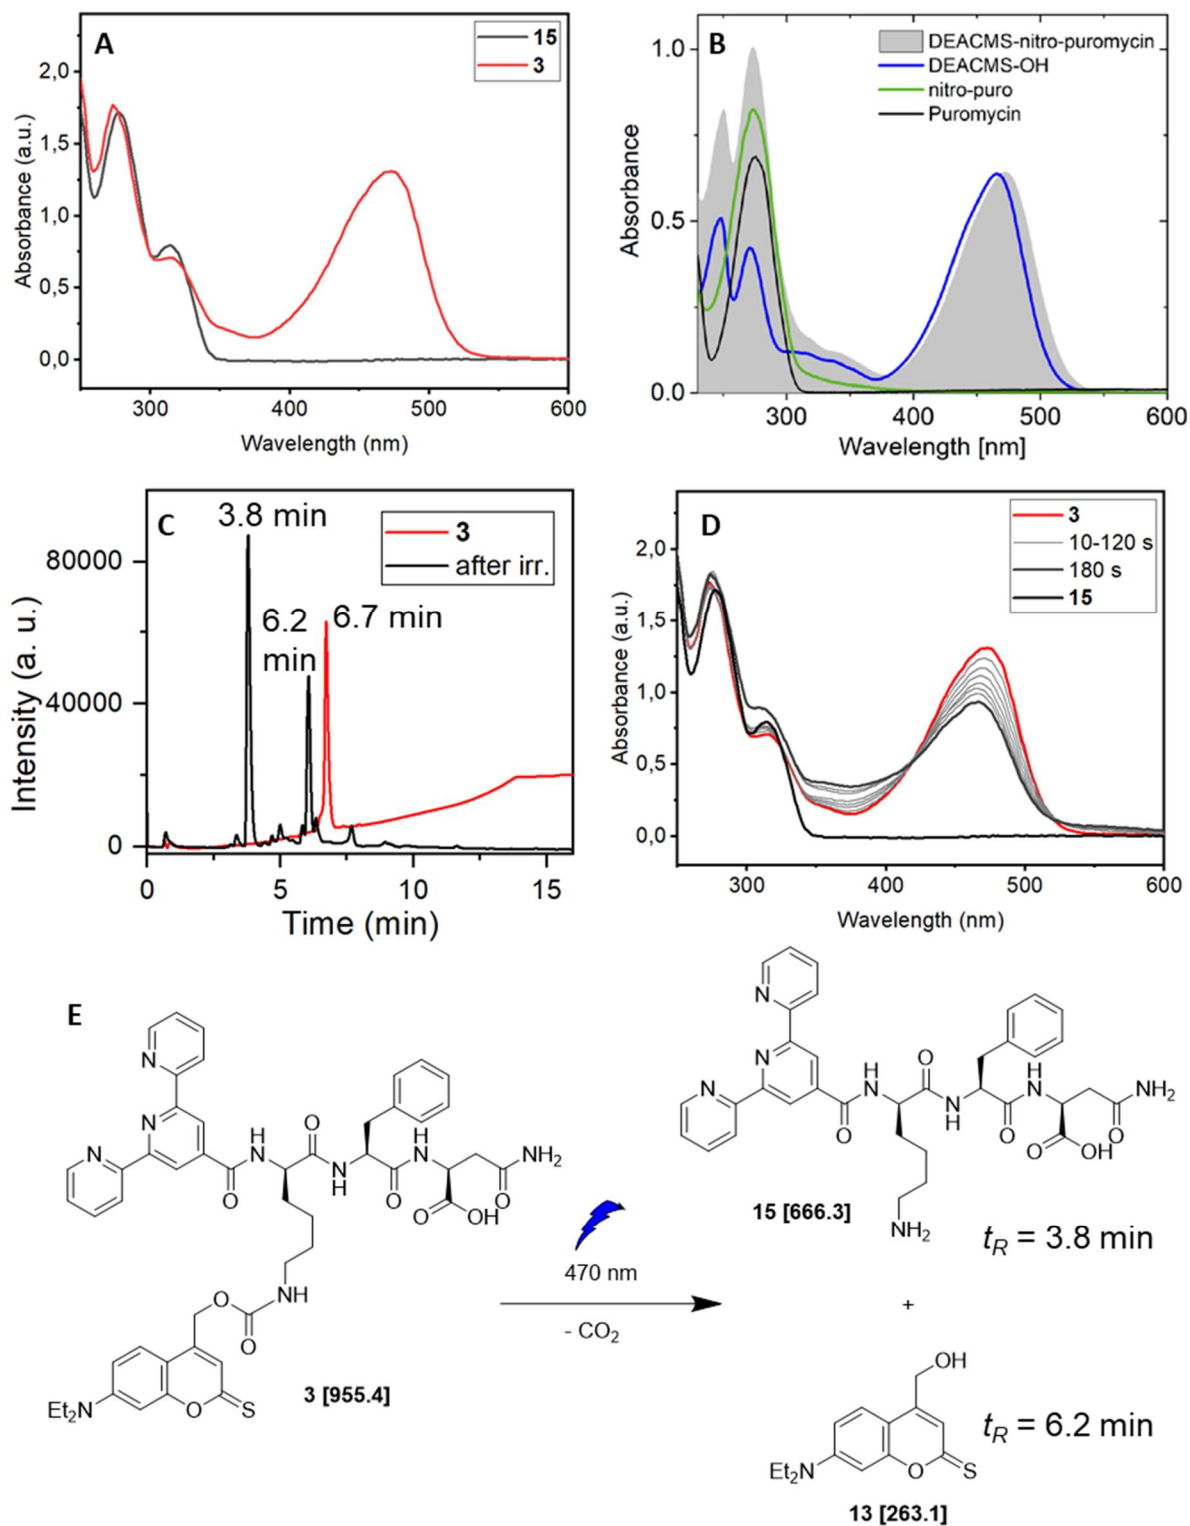 A
15
3
2,0
1,5
1,0
0,5
0,0
Absorbance (a.u.)
300 400 500 600
Wavelength (nm)
B
DEACMS-nitro-puromycin
DEACMS-OH
nitro-puro
Puromycin
1.0
0.5
0.0
Absorbance
300 400 500 600
Wavelength [nm]
C
3.8 min
6.2
min
6.7 min
3
after irr.
80000
40000
0
Intensity (a. u.)
0 5 10 15
Time (min)
D
3
10-120 s
180 s
15
2,0
1,5
1,0
0,5
0,0
Absorbance (a.u.)
300 400 500 600
Wavelength (nm)
E
N
N
N
H
N
O
O
N
H
O
H
N
O
OH
O
NH2
NH
O
O
Et2N
O
S
3 [955.4]
470 nm
- CO2
N
N
N
O
H
N
O
N
H
O
H
N
O
OH
O
NH2
NH2
15 [666.3]
tR = 3.8 min
+
OH
Et2N
O
S
tR = 6.2 min
13 [263.1]